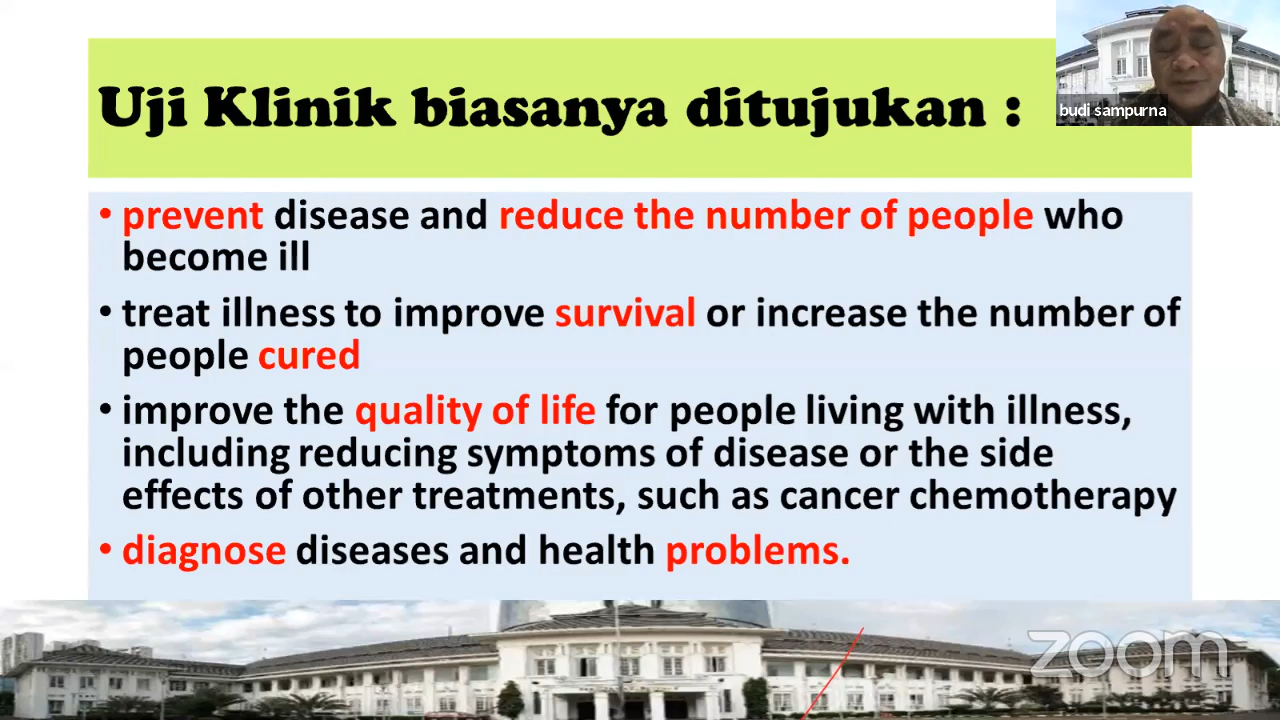 Uji Klinik biasanya ditujukan :
budi sampurna
• prevent disease and reduce the number of people who
become ill
• treat illness to improve survival or increase the number of
people cured
• improve the quality of life for people living with illness,
including reducing symptoms of disease or the side
effects of other treatments, such as cancer chemotherapy
• diagnose diseases and health problems.
zoom